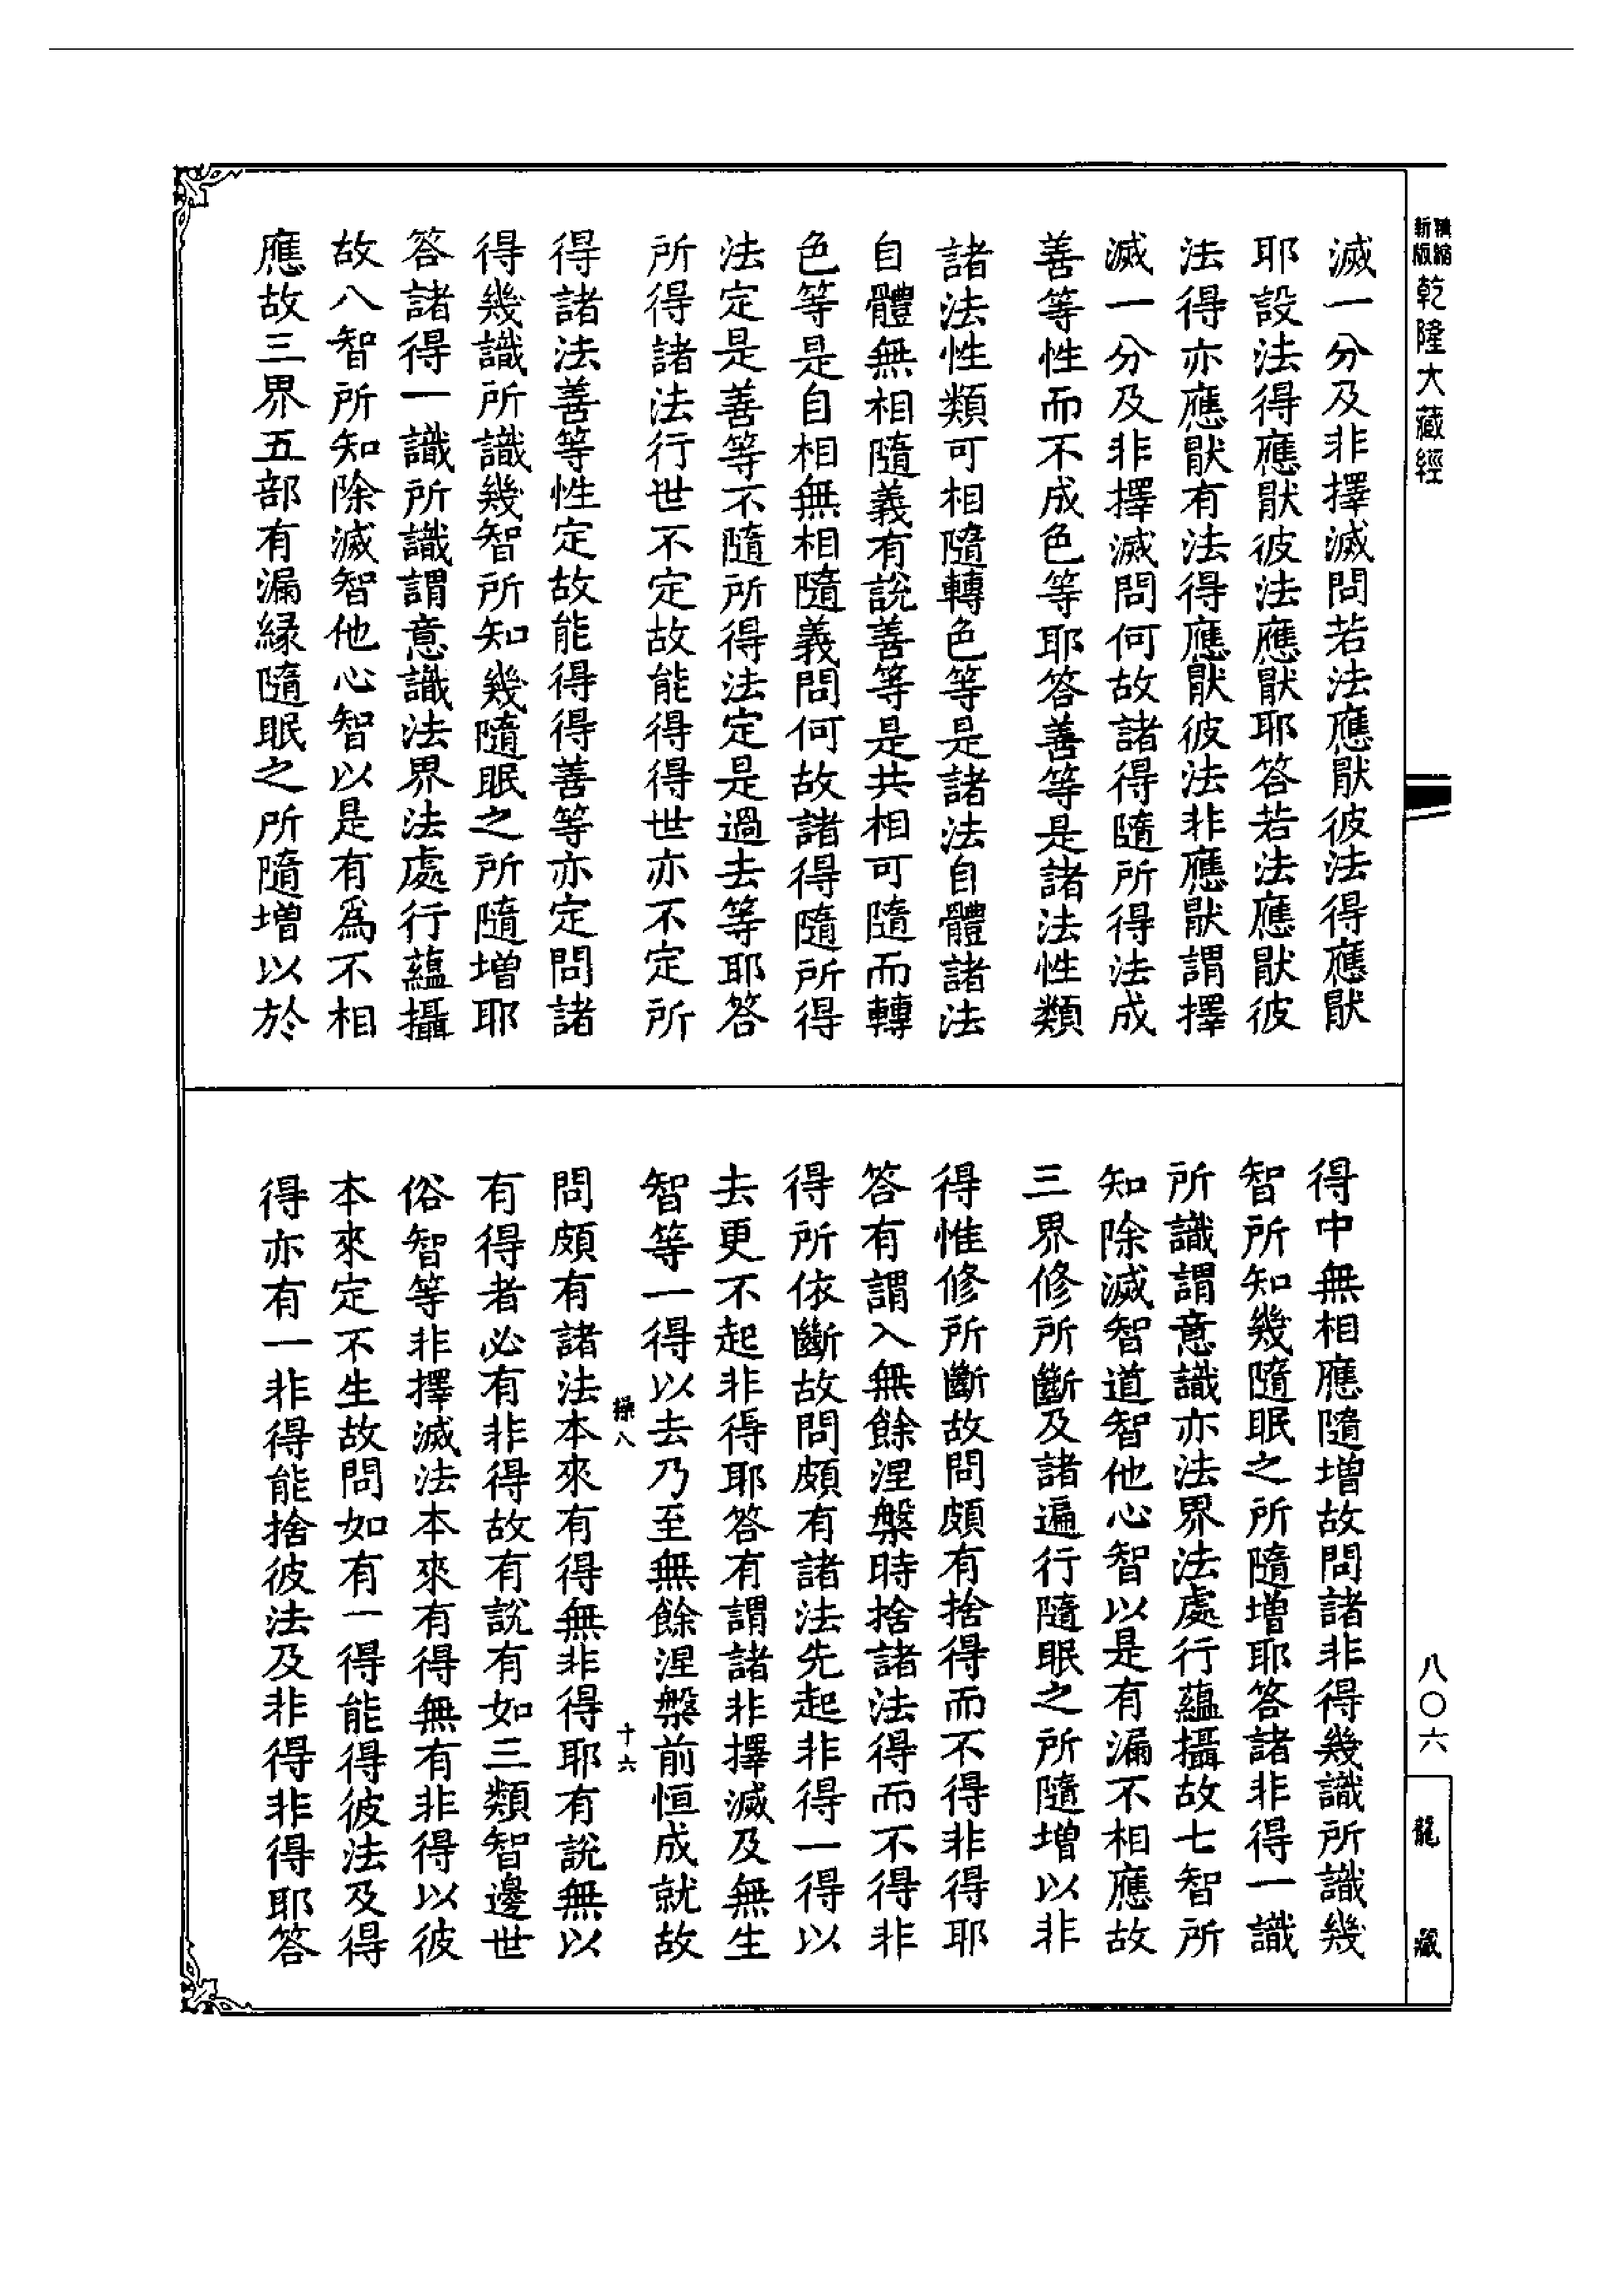 新版精縮
乾隆大藏經
滅一分及非擇滅問若法應猒彼法得應猒
耶設法得應猒彼法應猒耶答若法應猒彼
法得亦應猒有法得應猒彼法非應猒謂擇
滅一分及非擇滅問何故諸得隨所得法成
善等性而不成色等耶答善等是諸法性類
諸法性類可相隨轉色等是諸法自體諸法
自體無相隨義有說善等是共相可隨而轉
色等是自相無相隨義問何故諸得隨所得
法定是善等不隨所得法定是過去等耶答
所得諸法行世不定故能得得世亦不定所
得諸法善等性定故能得得善等亦定問諸
得幾識所識幾智所知幾隨眠之所隨增耶
答諸得一識所識謂意識法界法處行蘊攝
故八智所知除滅智他心智以是有為不相
應故三界五部有漏緣隨眠之所隨增以於
得中無相應隨增故問諸非得幾識所識幾
智所知幾隨眠之所隨增耶答諸非得一識
所識謂意識亦法界法處行蘊攝故七智所
知除滅智道智他心智以是有漏不相應故
三界修所斷及諸遍行隨眠之所隨增以非
得惟修所斷故問頗有捨得而不得非得耶
答有謂入無餘涅槃時捨諸法得而不得非
得所依斷故問頗有諸法先起非得一得以
去更不起非得耶答有謂諸非擇滅及無生
智等一得以去乃至無餘涅槃前恒成就故
操八
十六
問頗有諸法本來有得無非得耶有說無以
有得者必有非得故有說有如三類智邊世
俗智等非擇滅法本來有得無有非得以彼
本來定不生故問如有一得能得彼法及得
得亦有一非得能捨彼法及非得非得耶答
八〇六
龍
藏